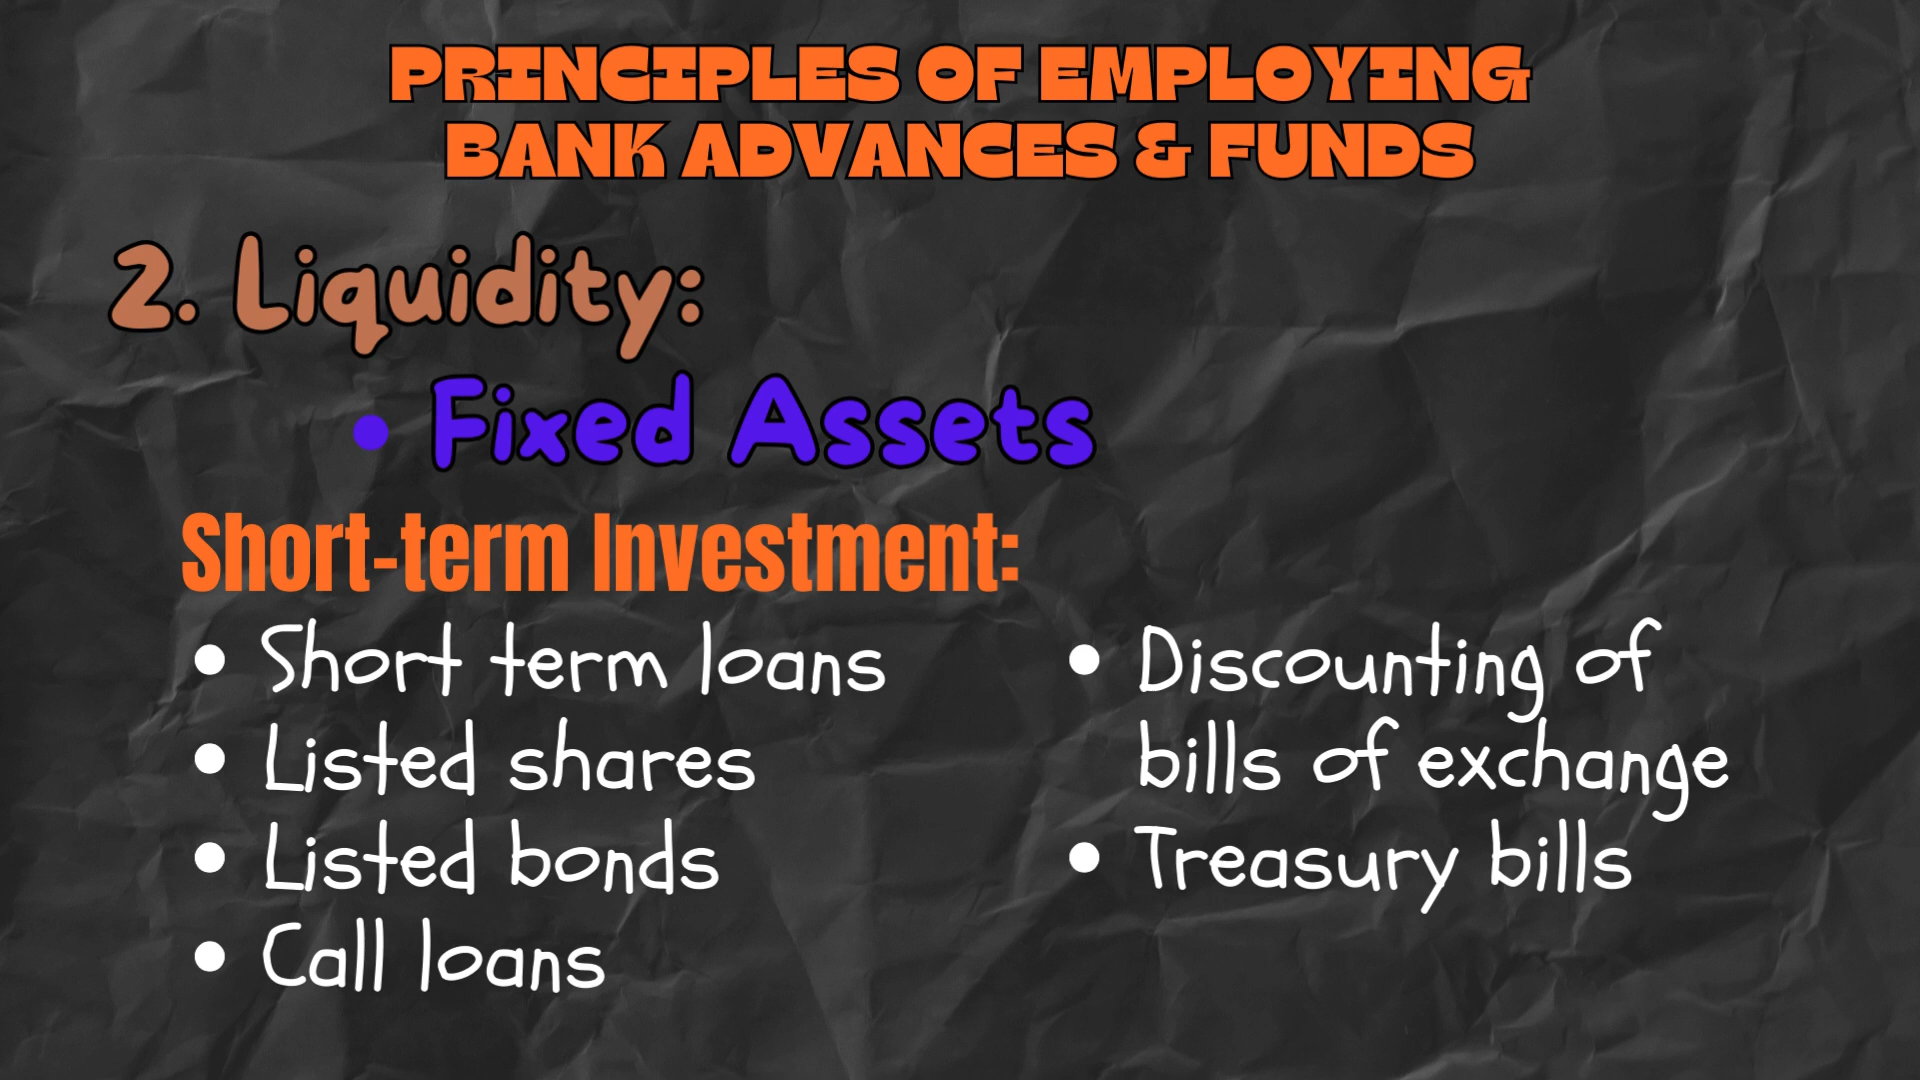 PRINCIPLES OF EMPLOYING
BANK ADVANCES & FUNDS
2. Liquidity:
• Fixed Assets
Short-term Investment:
• Short term loans
• Listed shares
• Listed bonds
• Call loans
• Discounting of
bills of exchange
• Treasury bills